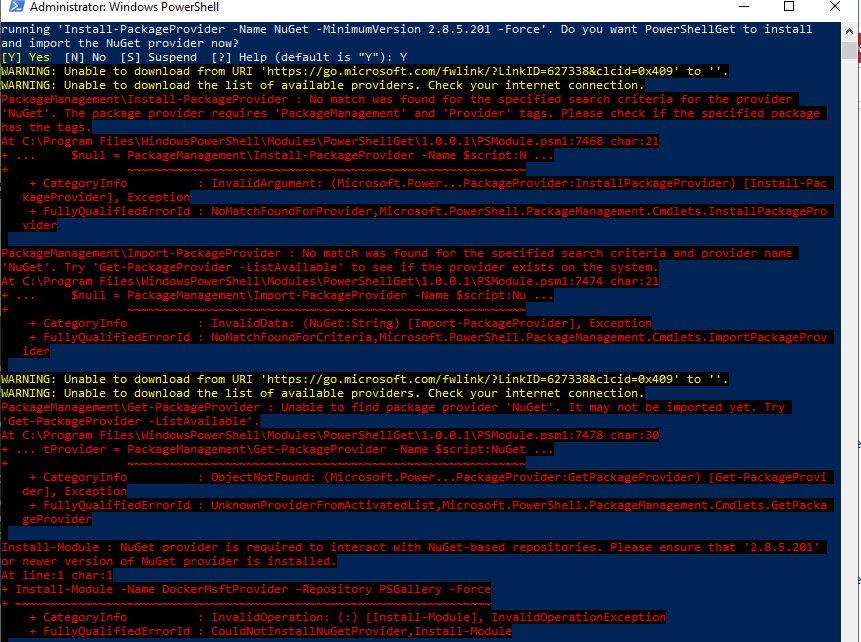 Administrator: Windows PowerShell
running 'Install-PackageProvider -Name NuGet -MinimumVersion 2.8.5.201 -Force'. Do you want PowerShellGet to install
and import the NuGet provider now?
[Y] Yes  [N] No  [S] Suspend  [?] Help (default is "Y"): Y
WARNING: Unable to download from URI 'https://go.microsoft.com/fwlink/?LinkID=627338&clcid=0x409' to ''.
WARNING: Unable to download the list of available providers. Check your internet connection.
PackageManagement\Install-PackageProvider : No match was found for the specified search criteria for the provider
'NuGet'. The package provider requires 'PackageManagement' and 'Provider' tags. Please check if the specified package
has the tags.
At C:\Program Files\WindowsPowerShell\Modules\PowerShellGet\1.0.0.1\PSModule.psm1:7468 char:21
+ ...     $null = PackageManagement\Install-PackageProvider -Name $script:N ...
+                 ~~~~~~~~~~~~~~~~~~~~~~~~~~~~~~~~~~~~~~~~~~~~~~~~~~~~~~~~~
    + CategoryInfo          : InvalidArgument: (Microsoft.Power...PackageProvider:InstallPackageProvider) [Install-Pac
   kageProvider], Exception
    + FullyQualifiedErrorId : NoMatchFoundForProvider,Microsoft.PowerShell.PackageManagement.Cmdlets.InstallPackagePro
   vider
PackageManagement\Import-PackageProvider : No match was found for the specified search criteria and provider name
'NuGet'. Try 'Get-PackageProvider -ListAvailable' to see if the provider exists on the system.
At C:\Program Files\WindowsPowerShell\Modules\PowerShellGet\1.0.0.1\PSModule.psm1:7474 char:21
+ ...     $null = PackageManagement\Import-PackageProvider -Name $script:Nu ...
+                 ~~~~~~~~~~~~~~~~~~~~~~~~~~~~~~~~~~~~~~~~~~~~~~~~~~~~~~~~~
    + CategoryInfo          : InvalidData: (NuGet:String) [Import-PackageProvider], Exception
    + FullyQualifiedErrorId : NoMatchFoundForCriteria,Microsoft.PowerShell.PackageManagement.Cmdlets.ImportPackageProv
   ider
WARNING: Unable to download from URI 'https://go.microsoft.com/fwlink/?LinkID=627338&clcid=0x409' to ''.
WARNING: Unable to download the list of available providers. Check your internet connection.
PackageManagement\Get-PackageProvider : Unable to find package provider 'NuGet'. It may not be imported yet. Try
'Get-PackageProvider -ListAvailable'.
At C:\Program Files\WindowsPowerShell\Modules\PowerShellGet\1.0.0.1\PSModule.psm1:7478 char:30
+ ... tProvider = PackageManagement\Get-PackageProvider -Name $script:NuGet ...
+                 ~~~~~~~~~~~~~~~~~~~~~~~~~~~~~~~~~~~~~~~~~~~~~~~~~~~~~~~~~
    + CategoryInfo          : ObjectNotFound: (Microsoft.Power...PackageProvider:GetPackageProvider) [Get-PackageProvi
   der], Exception
    + FullyQualifiedErrorId : UnknownProviderFromActivatedList,Microsoft.PowerShell.PackageManagement.Cmdlets.GetPacka
   geProvider
Install-Module : NuGet provider is required to interact with NuGet-based repositories. Please ensure that '2.8.5.201'
or newer version of NuGet provider is installed.
At line:1 char:1
+ Install-Module -Name DockerMsftProvider -Repository PSGallery -Force
+ ~~~~~~~~~~~~~~~~~~~~~~~~~~~~~~~~~~~~~~~~~~~~~~~~~~~~~~~~~~~~~~~~~~~~
    + CategoryInfo          : InvalidOperation: (:) [Install-Module], InvalidOperationException
    + FullyQualifiedErrorId : CouldNotInstallNuGetProvider,Install-Module